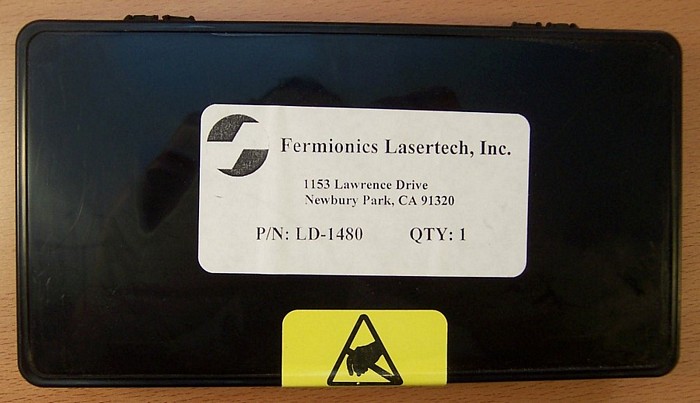 Fermionics Lasertech, Inc.
1153 Lawrence Drive
Newbury Park, CA 91320
P/N: LD-1480 QTY: 1